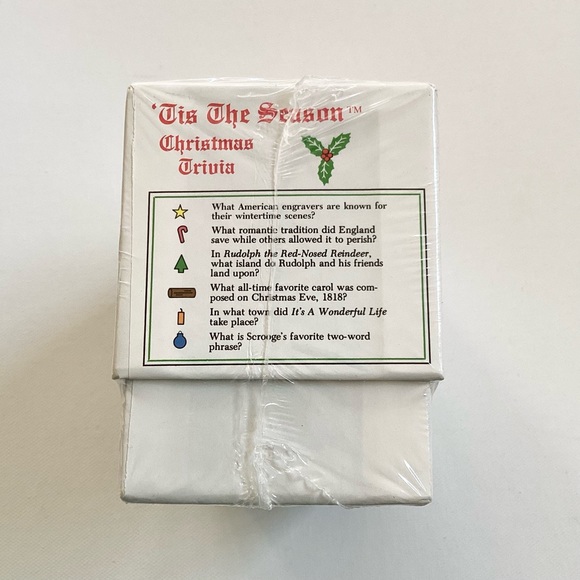 'Tis The Season™
Christmas
Trivia
What American engravers are known for
their wintertime scenes?
What romantic tradition did England
save while others allowed it to perish?
In Rudolph the Red-Nosed Reindeer,
what island do Rudolph and his friends
land upon?
What all-time favorite carol was com-
posed on Christmas Eve, 1818?
In what town did It's A Wonderful Life
take place?
What is Scrooge's favorite two-word
phrase?